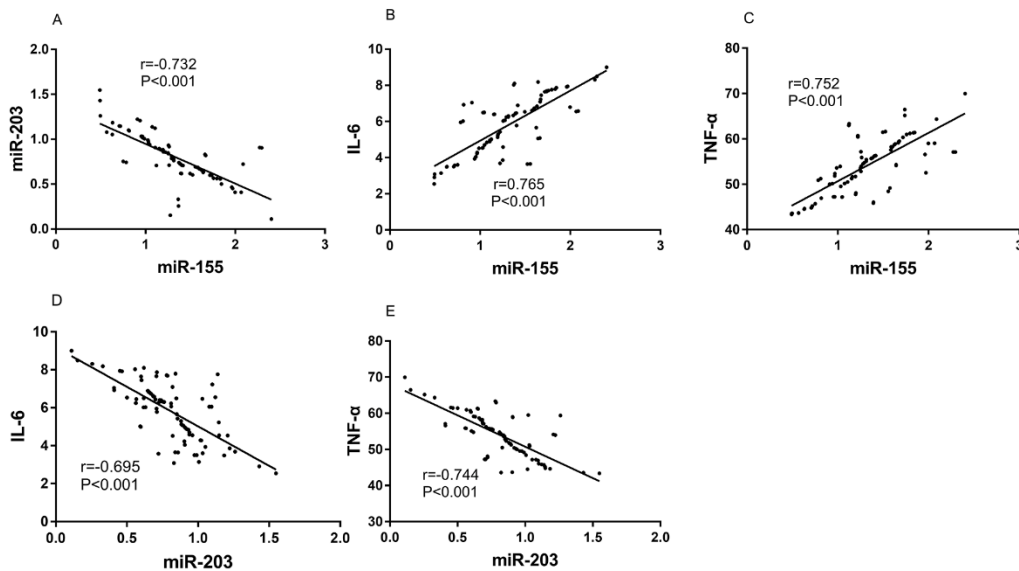 A
r=-0.732
P<0.001
miR-203
2.0
1.5
1.0
0.5
0.0
0
1
2
3
miR-155
B
r=0.765
P<0.001
IL-6
10
8
6
4
2
0
0
1
2
3
miR-155
C
r=0.752
P<0.001
TNF-α
80
70
60
50
40
0
1
2
3
miR-155
D
r=-0.695
P<0.001
IL-6
10
8
6
4
2
0
0.0
0.5
1.0
1.5
2.0
miR-203
E
r=-0.744
P<0.001
TNF-α
80
70
60
50
40
30
0.0
0.5
1.0
1.5
2.0
miR-203